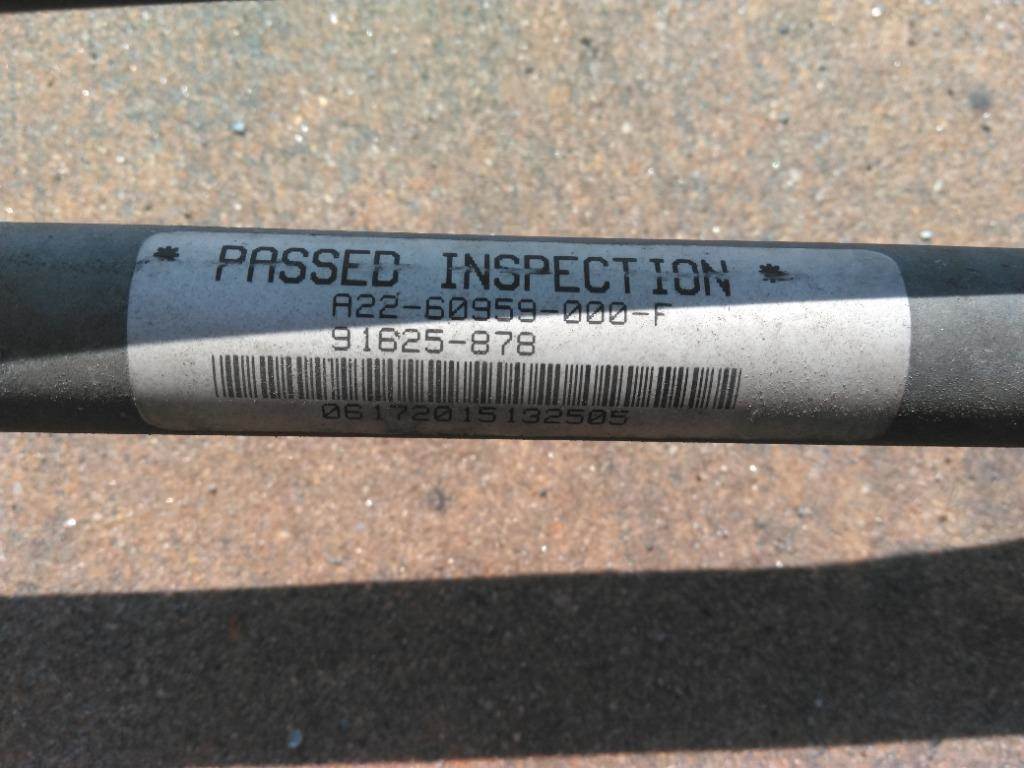 * PASSED INSPECTION *
A22-60959-000-F
91625-878
06172015132505